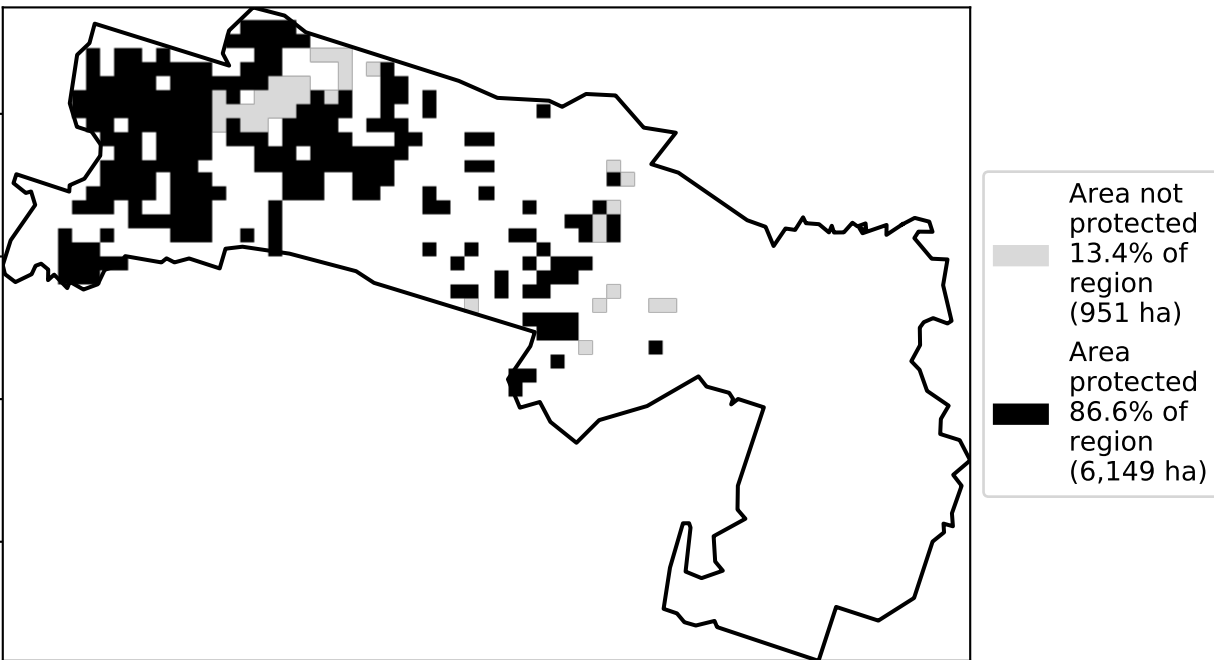 Area not
protected
13.4% of
region
(951 ha)
Area
protected
86.6% of
region
(6,149 ha)